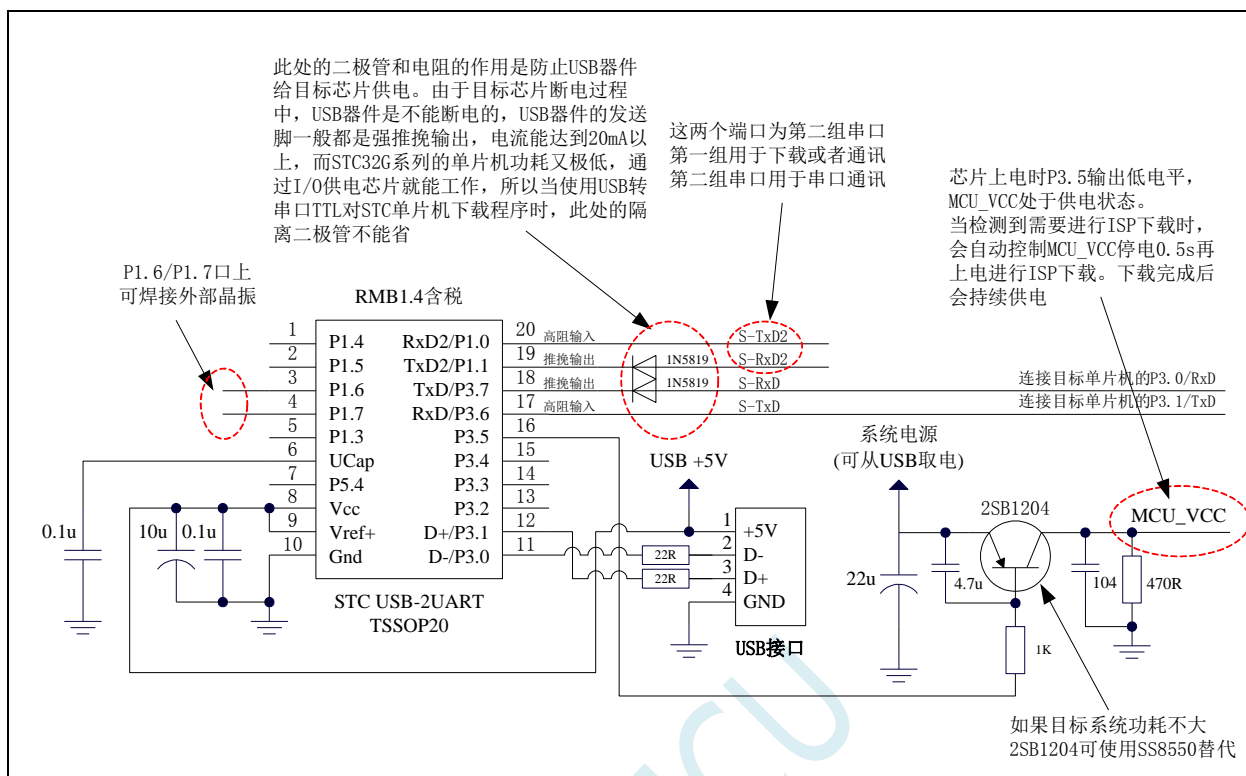 此处的二极管和电阻的作用是防止USB器件
给目标芯片供电。由于目标芯片断电过程
中，USB器件是不能断电的，USB器件的发送
脚一般都是强推挽输出，电流能达到20mA以
上，而STC32G系列的单片机功耗又极低，通
过I/O供电芯片就能工作，所以当使用USB转
串口TTL对STC单片机下载程序时，此处的隔
离二极管不能省
这两个端口为第二组串口
第一组用于下载或者通讯
第二组串口用于串口通讯
芯片上电时P3.5输出低电平，
MCU_VCC处于供电状态。
当检测到需要进行ISP下载时，
会自动控制MCU_VCC停电0.5s再
上电进行ISP下载。下载完成后
会持续供电
P1.6/P1.7口上
可焊接外部晶振
RMB1.4含税
1 P1.4 RxD2/P1.0 20 高阻输入 S-TxD2
2 P1.5 TxD2/P1.1 19 推挽输出 1N5819 S-RxD2
3 P1.6 TxD/P3.7 18 推挽输出 1N5819 S-RxD 连接目标单片机的P3.0/RxD
4 P1.7 RxD/P3.6 17 高阻输入 S-TxD 连接目标单片机的P3.1/TxD
5 P1.3 P3.5 16
6 UCap P3.4 15
7 P5.4 P3.3 14
8 Vcc P3.2 13
9 Vref+ D+/P3.1 12
10 Gnd D-/P3.0 11
STC USB-2UART
TSSOP20
0.1u
10u
0.1u
22R
22R
USB +5V
1 +5V
2 D-
3 D+
4 GND
USB接口
系统电源
(可从USB取电)
2SB1204
MCU_VCC
22u
4.7u
104
470R
1K
如果目标系统功耗不大
2SB1204可使用SS8550替代
MCU